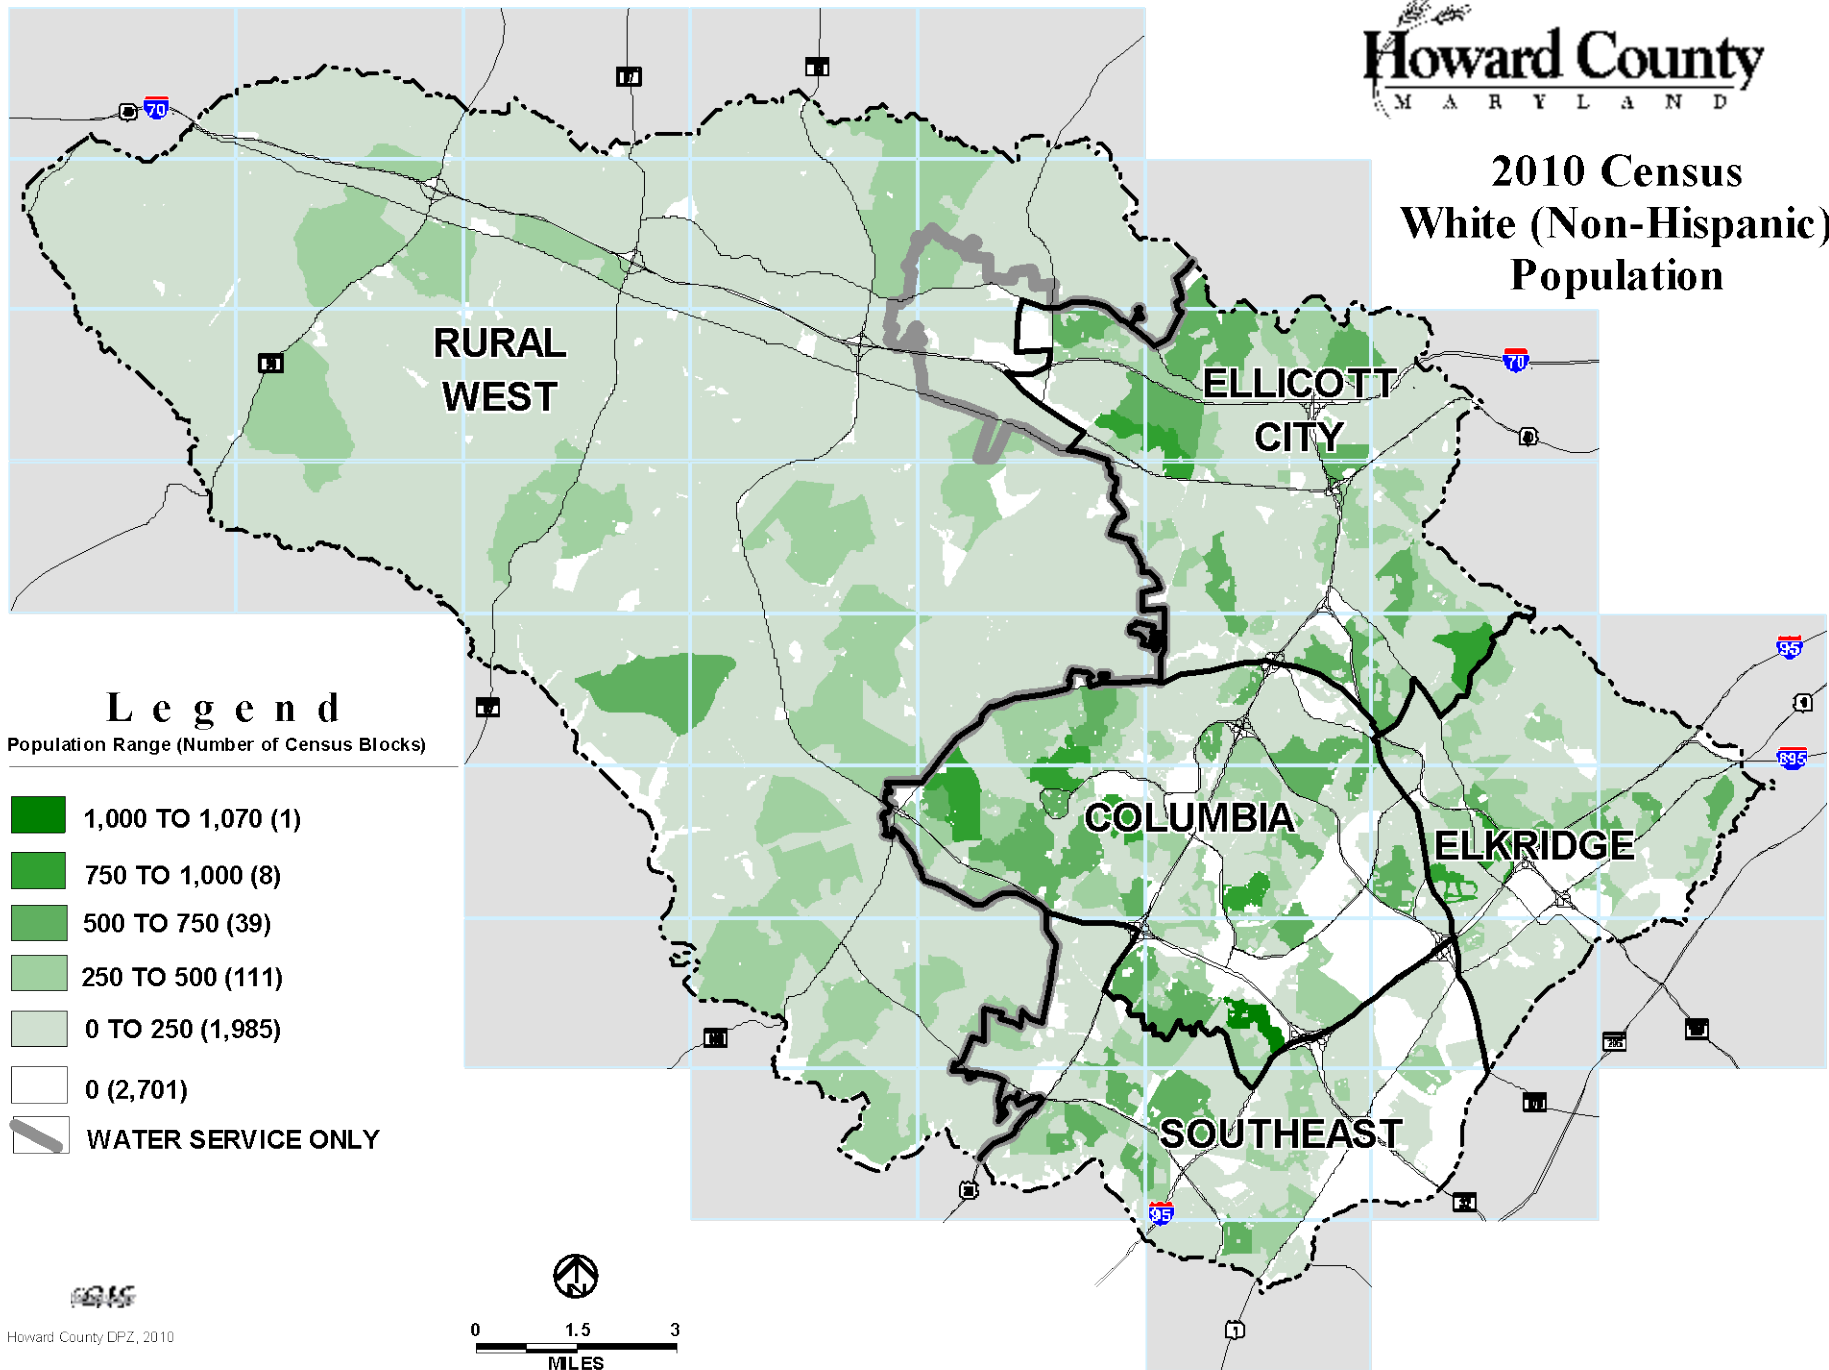 Howard County
MARYLAND
2010 Census
White (Non-Hispanic)
Population
70
RURAL
WEST
ELLICOTT
CITY
70
95
895
COLUMBIA
ELKRIDGE
SOUTHEAST
95
1
Legend
Population Range (Number of Census Blocks)
1,000 TO 1,070 (1)
750 TO 1,000 (8)
500 TO 750 (39)
250 TO 500 (111)
0 TO 250 (1,985)
0 (2,701)
WATER SERVICE ONLY
Howard County DPZ, 2010
N
0 1.5 3
MILES